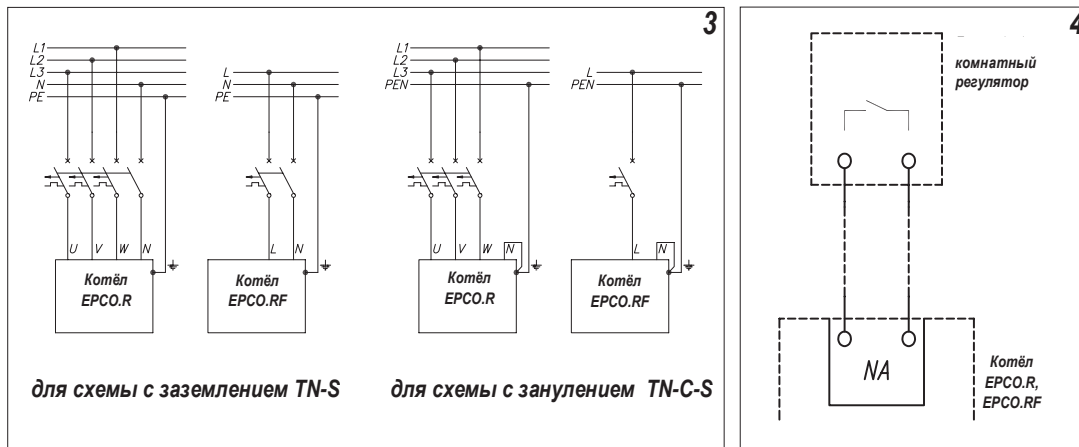 3
L1
L2
L3
N
PE
L
N
PE
U V W N
L N
Котёл
EPCO.R
Котёл
EPCO.RF
для схемы с заземлением TN-S
L1
L2
L3
PEN
L
PEN
U V W N
L N
Котёл
EPCO.R
Котёл
EPCO.RF
для схемы с занулением TN-C-S
4
комнатный
регулятор
NA
Котёл
EPCO.R,
EPCO.RF